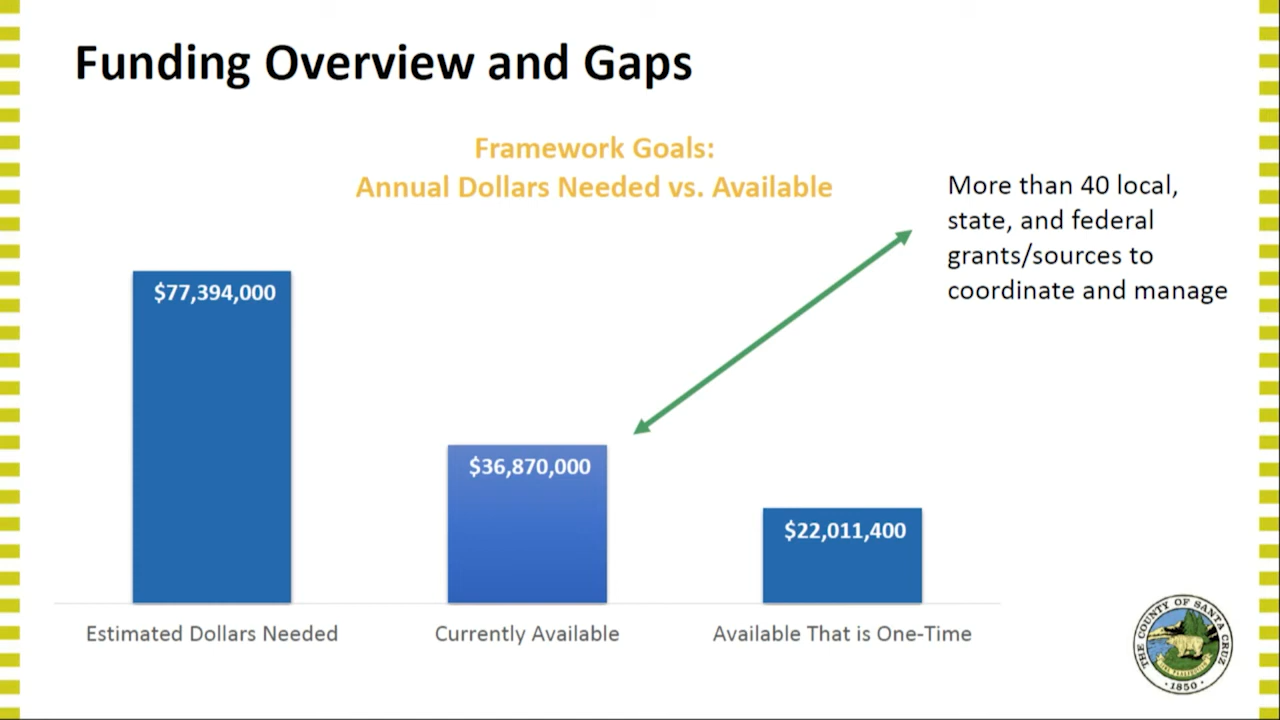 Funding Overview and Gaps
Framework Goals:
Annual Dollars Needed vs. Available
More than 40 local,
state, and federal
grants/sources to
coordinate and manage
$77,394,000
$36,870,000
$22,011,400
Estimated Dollars Needed
Currently Available
Available That is One-Time
THE COUNTY OF SANTA CRUZ
1850